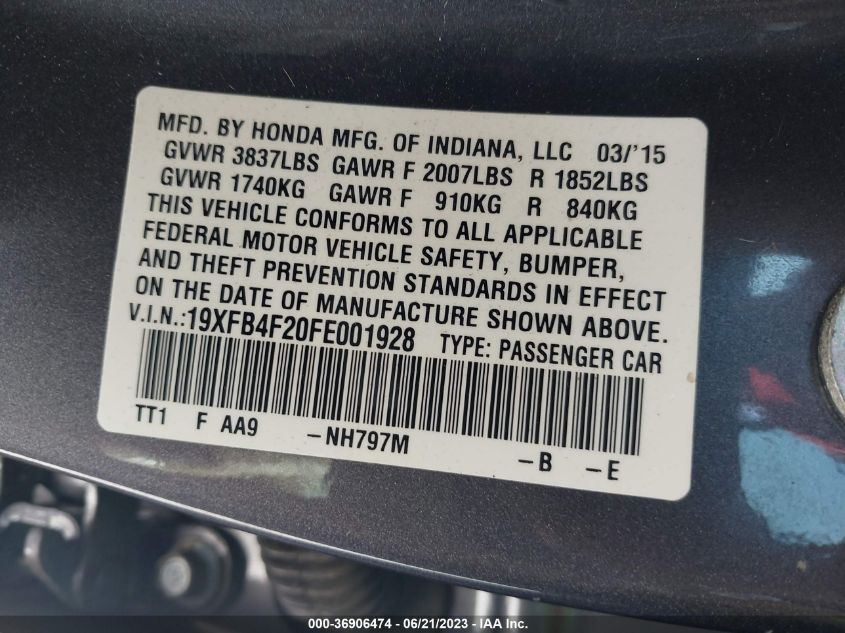 MFD. BY HONDA MFG. OF INDIANA, LLC 03/'15
GVWR 3837LBS GAWR F 2007LBS R 1852LBS
GVWR 1740KG GAWR F 910KG R 840KG
THIS VEHICLE CONFORMS TO ALL APPLICABLE
FEDERAL MOTOR VEHICLE SAFETY, BUMPER,
AND THEFT PREVENTION STANDARDS IN EFFECT
ON THE DATE OF MANUFACTURE SHOWN ABOVE.
V.I.N.:19XFB4F20FE001928 TYPE: PASSENGER CAR
TT1 F AA9 -NH797M -B -E
000-36906474 / 06/21/2023 - IAA Inc.